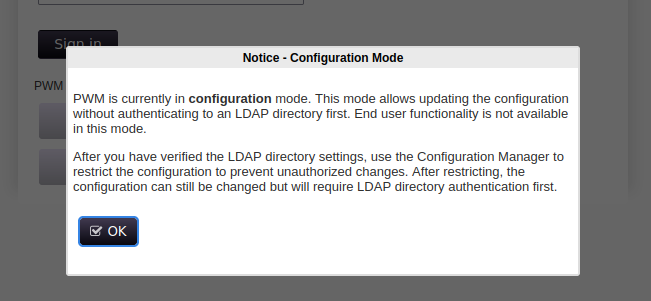 Sign in
Notice - Configuration Mode
PWM
PWM is currently in configuration mode. This mode allows updating the configuration
without authenticating to an LDAP directory first. End user functionality is not available
in this mode.
After you have verified the LDAP directory settings, use the Configuration Manager to
restrict the configuration to prevent unauthorized changes. After restricting, the
configuration can still be changed but will require LDAP directory authentication first.
OK